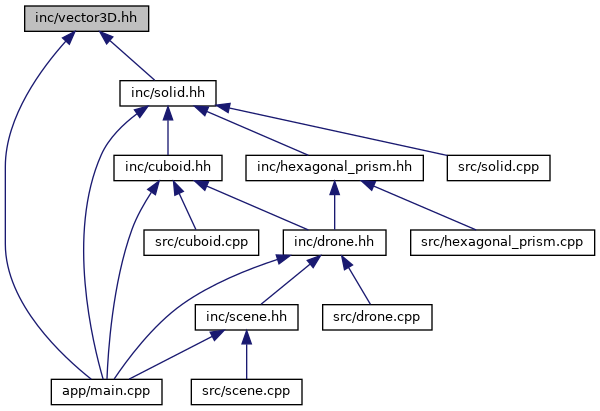 inc/vector3D.hh
inc/solid.hh
inc/cuboid.hh
inc/hexagonal_prism.hh
src/solid.cpp
src/cuboid.cpp
inc/drone.hh
src/hexagonal_prism.cpp
inc/scene.hh
src/drone.cpp
app/main.cpp
src/scene.cpp